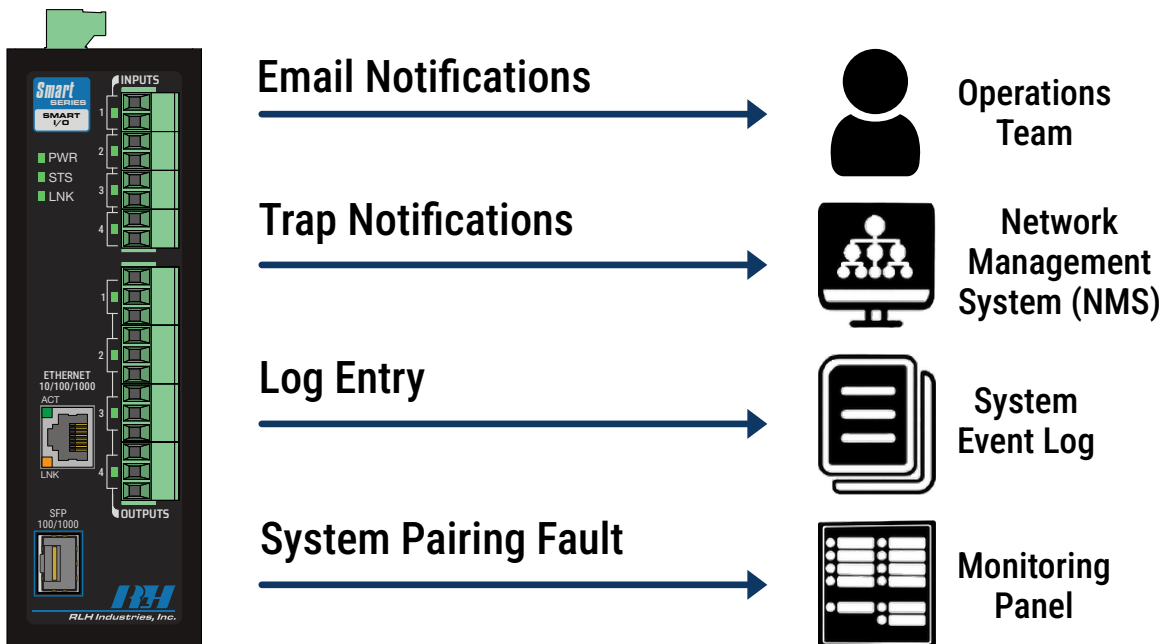 Smart
SERIES
SMART
I/O
INPUTS
1
2
3
4
PWR
STS
LNK
1
2
3
4
OUTPUTS
ETHERNET
10/100/1000
ACT
LNK
SFP
100/1000
RLH
RLH Industries, Inc.
Email Notifications
Operations
Team
Trap Notifications
Network
Management
System (NMS)
Log Entry
System
Event Log
System Pairing Fault
Monitoring
Panel